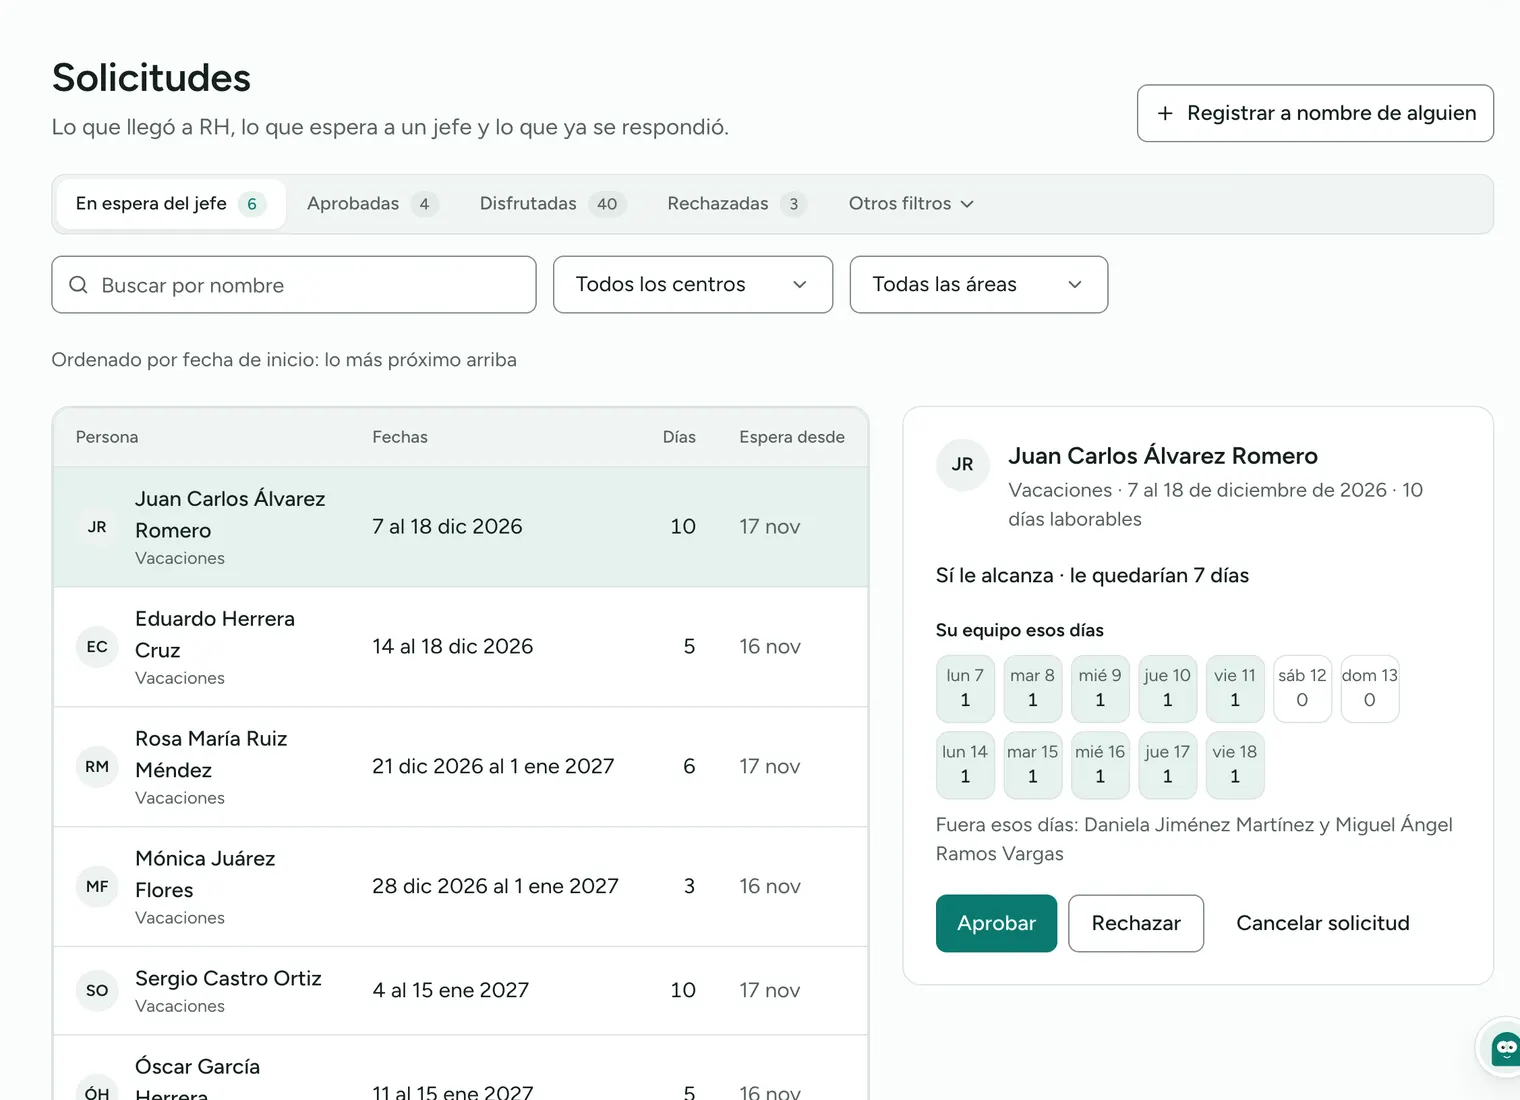 Solicitudes
Lo que llegó a RH, lo que espera a un jefe y lo que ya se respondió.
+ Registrar a nombre de alguien
En espera del jefe 6 Aprobadas 4 Disfrutadas 40 Rechazadas 3 Otros filtros
Buscar por nombre Todos los centros Todas las áreas
Ordenado por fecha de inicio: lo más próximo arriba
Persona Fechas Días Espera desde
JR Juan Carlos Álvarez
Romero
Vacaciones
7 al 18 dic 2026 10 17 nov
EC Eduardo Herrera
Cruz
Vacaciones
14 al 18 dic 2026 5 16 nov
RM Rosa María Ruiz
Méndez
Vacaciones
21 dic 2026 al 1 ene 2027 6 17 nov
MF Mónica Juárez
Flores
Vacaciones
28 dic 2026 al 1 ene 2027 3 16 nov
SO Sergio Castro Ortiz
Vacaciones
4 al 15 ene 2027 10 17 nov
ÓH Óscar García
Herrera
11 al 15 ene 2027 5 16 nov
JR Juan Carlos Álvarez Romero
Vacaciones · 7 al 18 de diciembre de 2026 · 10
días laborables
Sí le alcanza · le quedarían 7 días
Su equipo esos días
lun 7 mar 8 mié 9 jue 10 vie 11 sáb 12 dom 13
1 1 1 1 1 0 0
lun 14 mar 15 mié 16 jue 17 vie 18
1 1 1 1 1
Fuera esos días: Daniela Jiménez Martínez y Miguel Ángel
Ramos Vargas
Aprobar Rechazar Cancelar solicitud